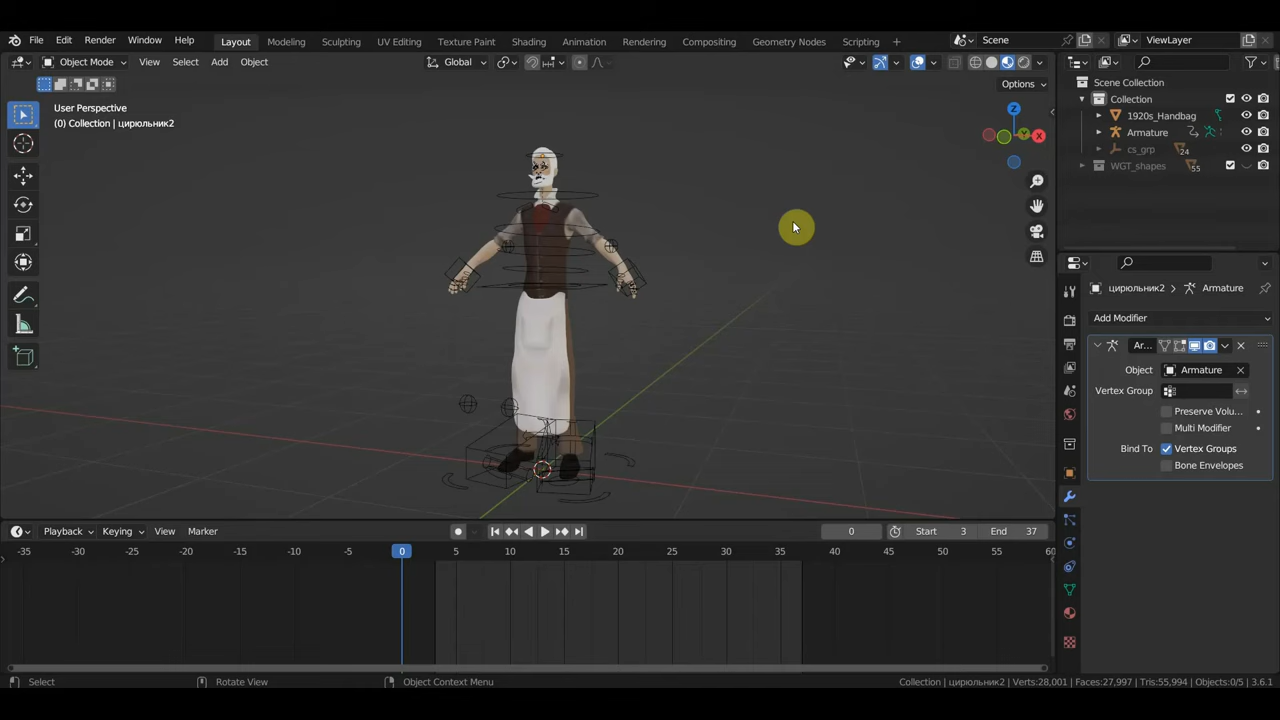 File Edit Render Window Help Layout Modeling Sculpting UV Editing Texture Paint Shading Animation Rendering Compositing Geometry Nodes Scripting Scene ViewLayer
Object Mode View Select Add Object Global
Options
User Perspective
(0) Collection | цирюльник2
Z
Y
X
Scene Collection
Collection
1920s_Handbag
Armature
cs_grp 24
WGT_shapes 55
цирюльник2 Armature
Add Modifier
Ar...
Object Armature
Vertex Group
Preserve Volu...
Multi Modifier
Bind To Vertex Groups
Bone Envelopes
Playback Keying View Marker 0 Start 3 End 37
-35 -30 -25 -20 -15 -10 -5 0 5 10 15 20 25 30 35 40 45 50 55 60
Select Rotate View Object Context Menu Collection | цирюльник2 | Verts:28,001 | Faces:27,997 | Tris:55,994 | Objects:0/5 | 3.6.1